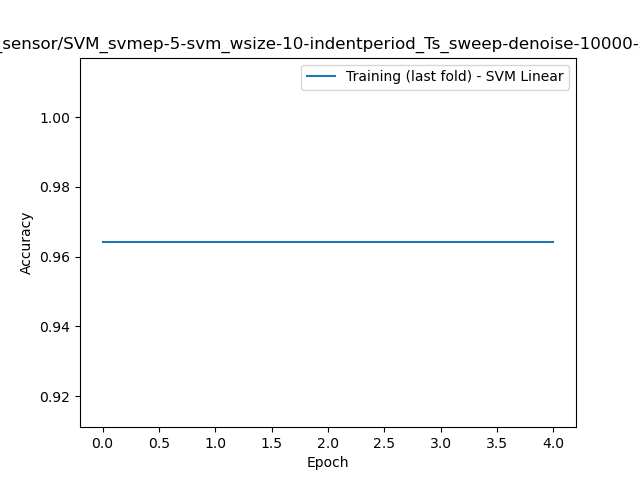 _sensor/SVM_svmep-5-svm_wsize-10-indentperiod_Ts_sweep-denoise-10000-
Training (last fold) - SVM Linear
1.00
0.98
0.96
0.94
0.92
Accuracy
0.0 0.5 1.0 1.5 2.0 2.5 3.0 3.5 4.0
Epoch